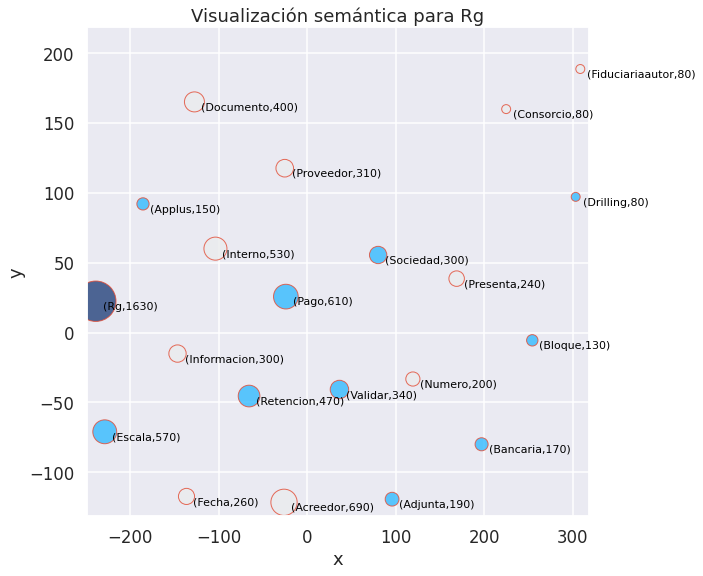 Visualización semántica para Rg
200
150
100
50
0
−50
−100
y
(Fiduciariaautor,80)
(Documento,400)
(Consorcio,80)
(Proveedor,310)
(Applus,150)
(Drilling,80)
(Interno,530)
(Sociedad,300)
(Presenta,240)
(Rg,1630)
(Pago,610)
(Bloque,130)
(Informacion,300)
(Numero,200)
(Retencion,470)
(Validar,340)
(Escala,570)
(Bancaria,170)
(Fecha,260)
(Acreedor,690)
(Adjunta,190)
−200 −100 0 100 200 300
x